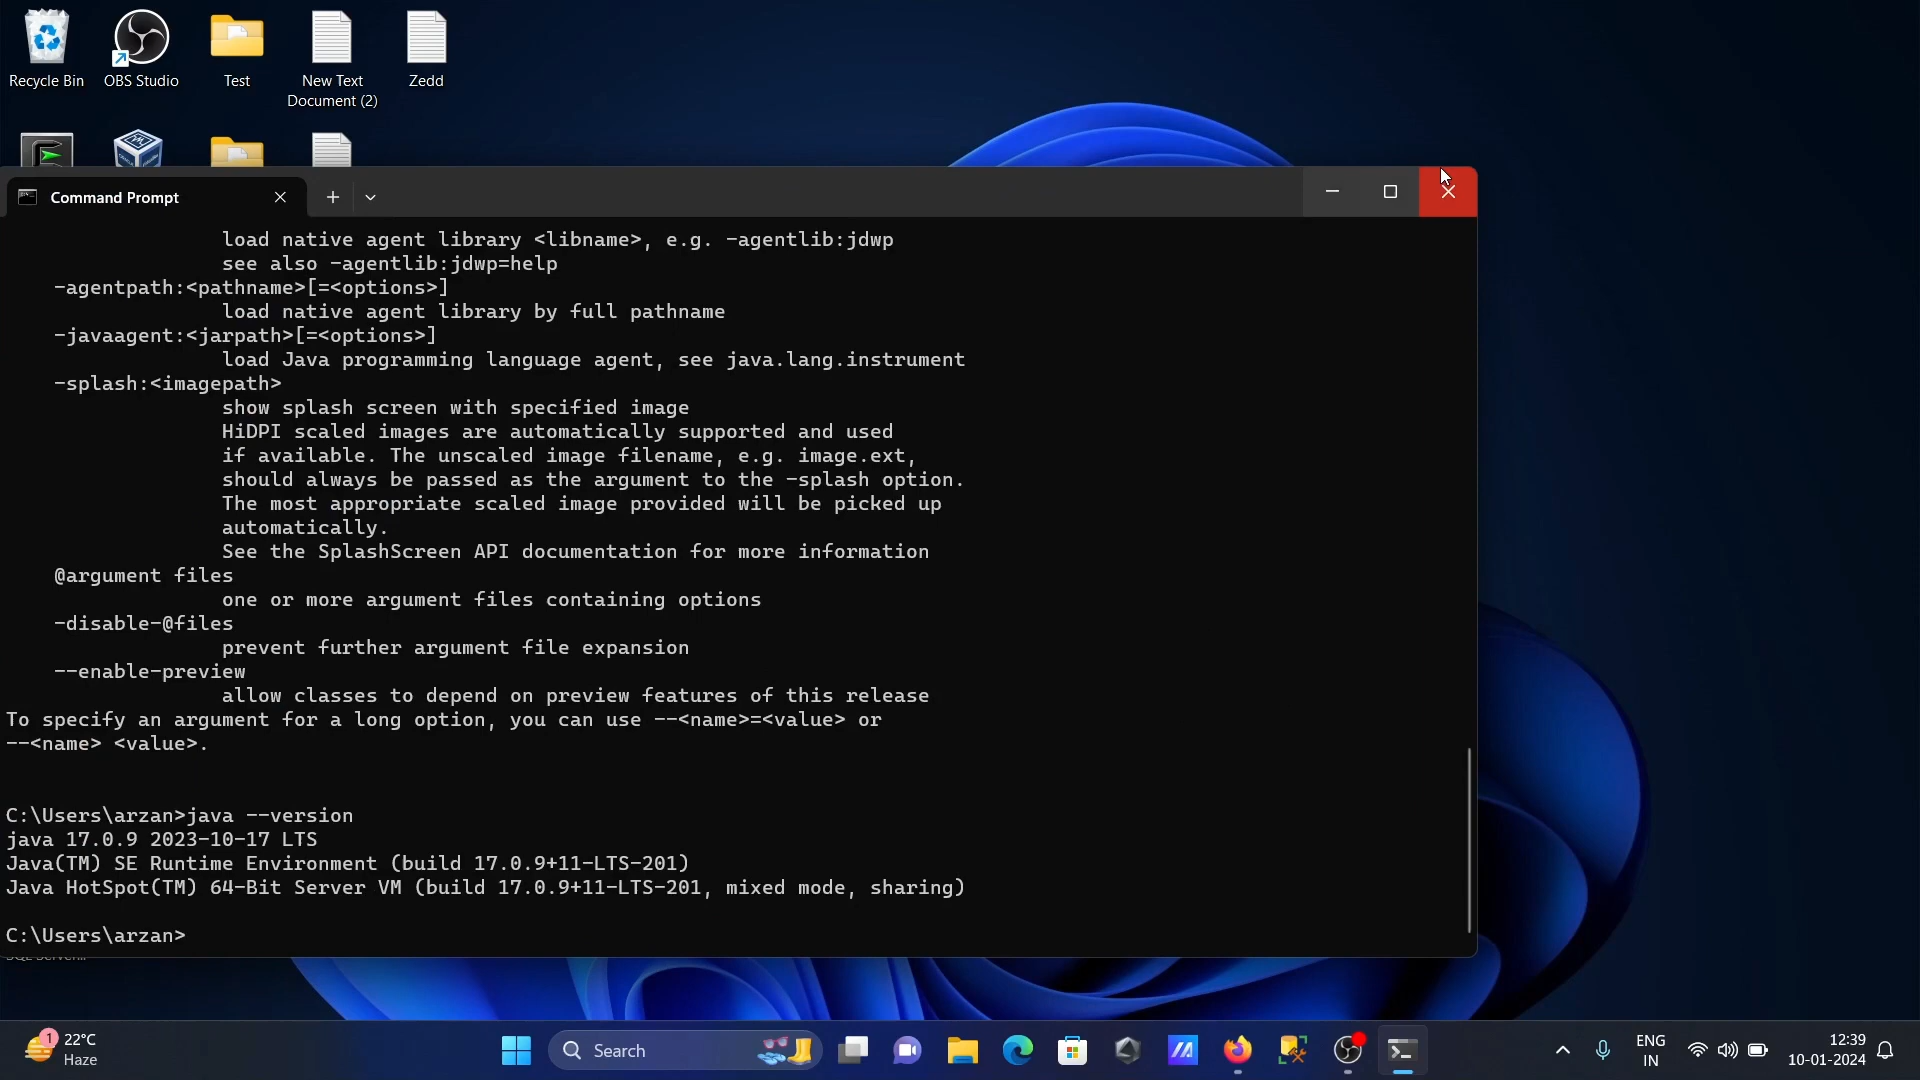 Recycle Bin
OBS Studio
Test
New Text
Document (2)
Zedd
Command Prompt
load native agent library <libname>, e.g. -agentlib:jdwp
see also -agentlib:jdwp=help
-agentpath:<pathname>[=<options>]
load native agent library by full pathname
-javaagent:<jarpath>[=<options>]
load Java programming language agent, see java.lang.instrument
-splash:<imagepath>
show splash screen with specified image
HiDPI scaled images are automatically supported and used
if available. The unscaled image filename, e.g. image.ext,
should always be passed as the argument to the -splash option.
The most appropriate scaled image provided will be picked up
automatically.
See the SplashScreen API documentation for more information
@argument files
one or more argument files containing options
-disable-@files
prevent further argument file expansion
--enable-preview
allow classes to depend on preview features of this release
To specify an argument for a long option, you can use --<name>=<value> or
--<name> <value>.
C:\Users\arzan>java --version
java 17.0.9 2023-10-17 LTS
Java(TM) SE Runtime Environment (build 17.0.9+11-LTS-201)
Java HotSpot(TM) 64-Bit Server VM (build 17.0.9+11-LTS-201, mixed mode, sharing)
C:\Users\arzan>
1
22°C
Haze
Search
ENG
IN
12:39
10-01-2024